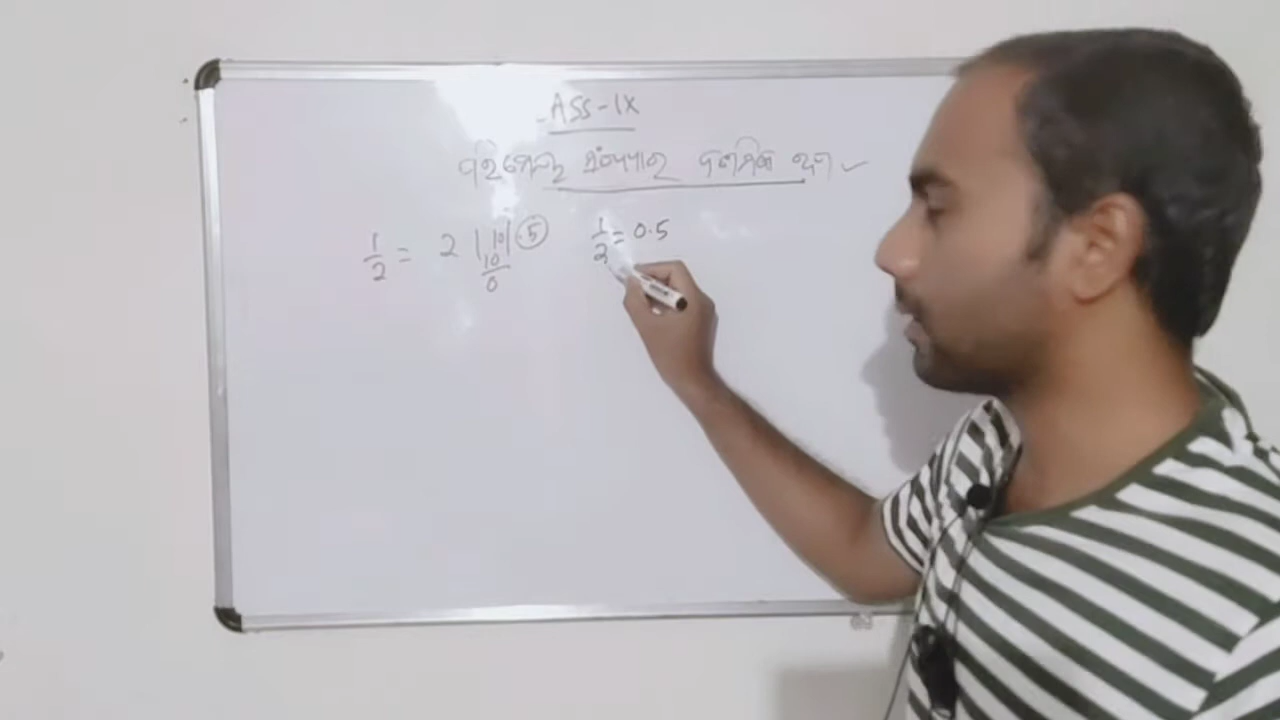 ASS-IX
ପରିମେୟ ସଂଖ୍ୟାର ଦଶମିକ ରୂପ ✓
1/2 = 2 | 10 | .5
10
0
1/2 = 0.5